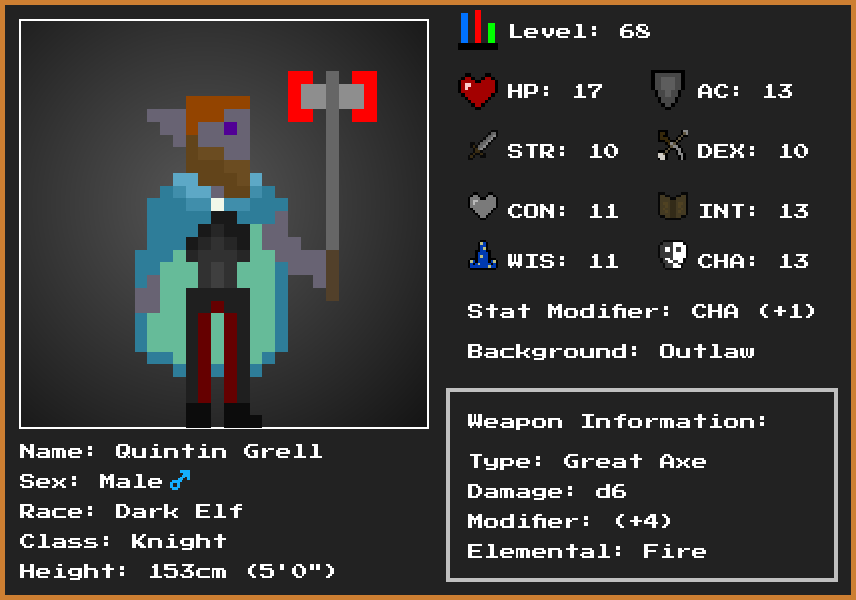 Level: 68
HP: 17
AC: 13
STR: 10
DEX: 10
CON: 11
INT: 13
WIS: 11
CHA: 13
Stat Modifier: CHA (+1)
Background: Outlaw
Weapon Information:
Type: Great Axe
Damage: d6
Modifier: (+4)
Elemental: Fire
Name: Quintin Grell
Sex: Male ♂
Race: Dark Elf
Class: Knight
Height: 153cm (5'0")